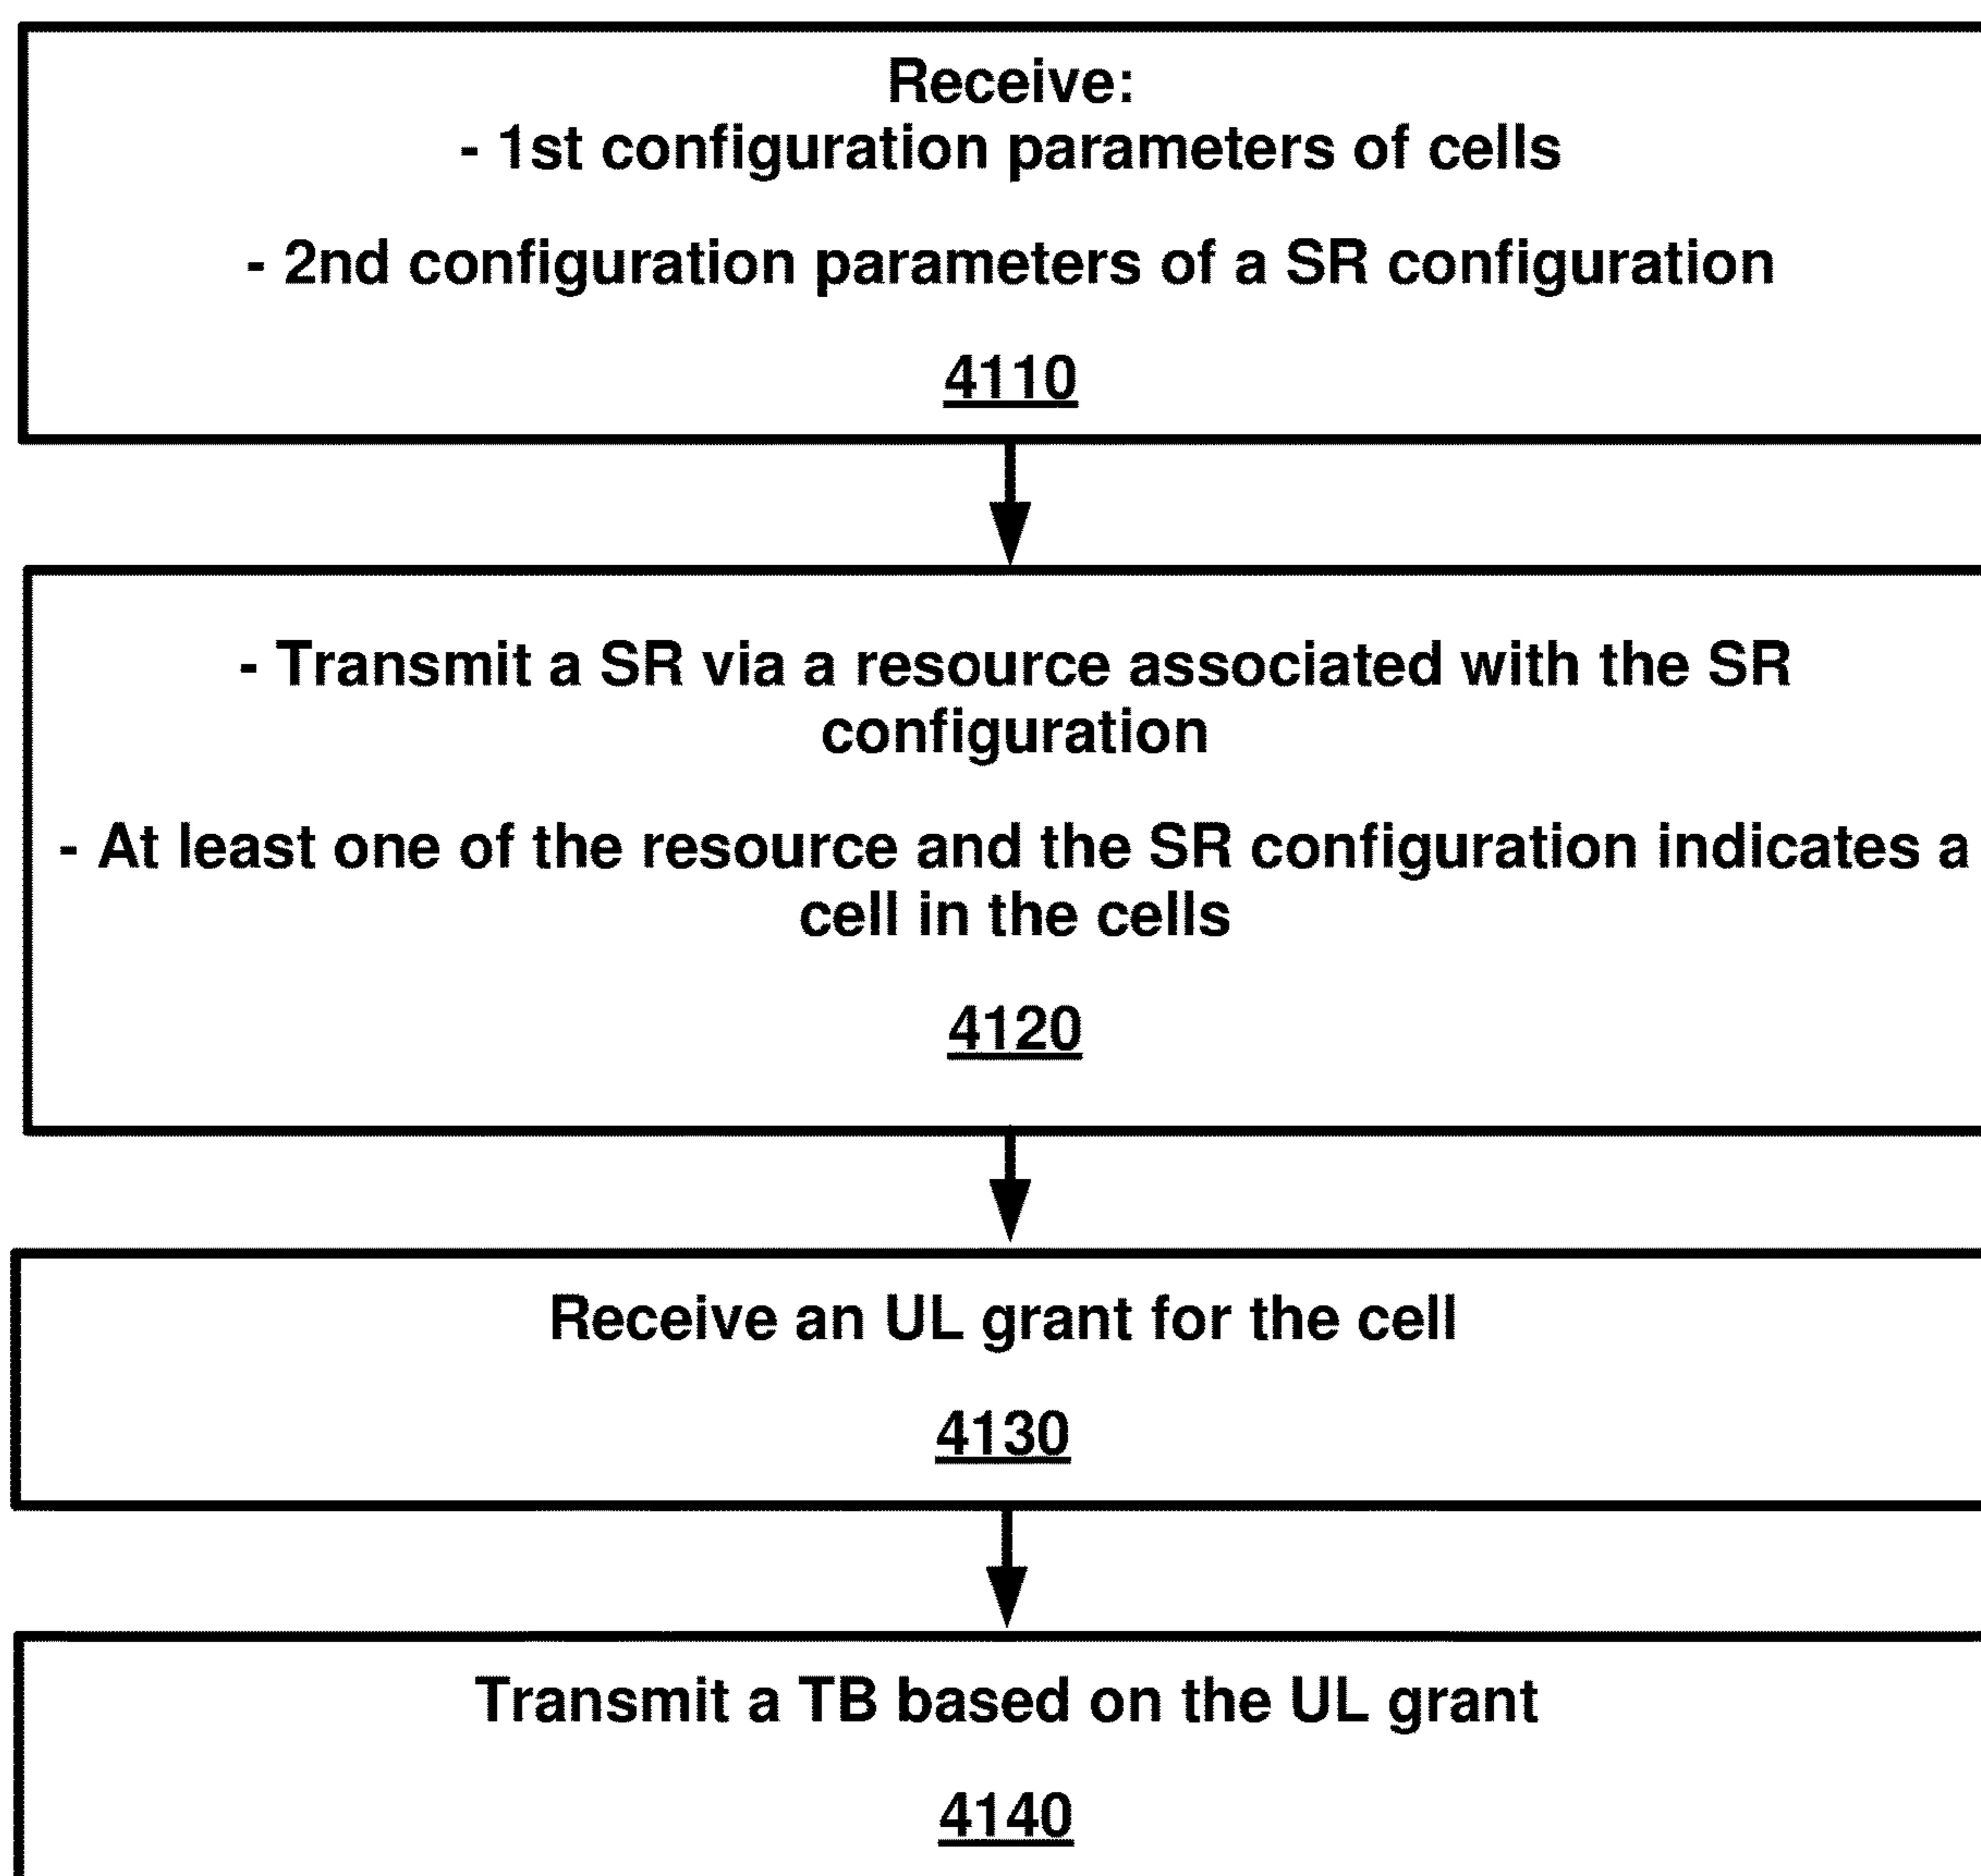 Receive:
- 1st configuration parameters of cells
- 2nd configuration parameters of a SR configuration
4110
- Transmit a SR via a resource associated with the SR
configuration
- At least one of the resource and the SR configuration indicates a
cell in the cells
4120
Receive an UL grant for the cell
4130
Transmit a TB based on the UL grant
4140